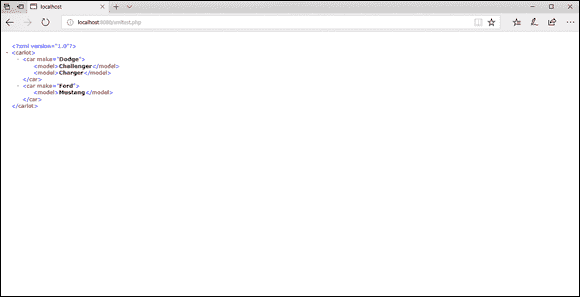 localhost
localhost:8080/xmltest.php
<?xml version="1.0"?>
- <carlot>
- <car make="Dodge">
<model>Challenger</model>
<model>Charger</model>
</car>
- <car make="Ford">
<model>Mustang</model>
</car>
</carlot>